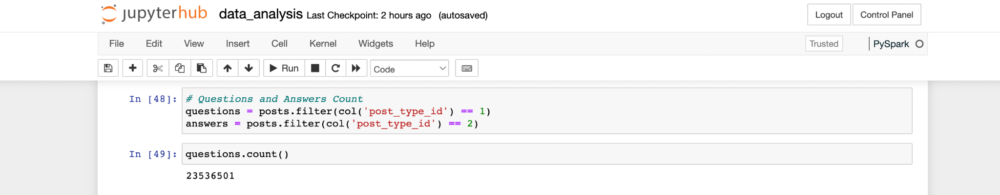 jupyterhub data_analysis Last Checkpoint: 2 hours ago (autosaved) Logout Control Panel
File Edit View Insert Cell Kernel Widgets Help Trusted PySpark
Run Code
In [48]: # Questions and Answers Count
questions = posts.filter(col('post_type_id') == 1)
answers = posts.filter(col('post_type_id') == 2)
In [49]: questions.count()
23536501